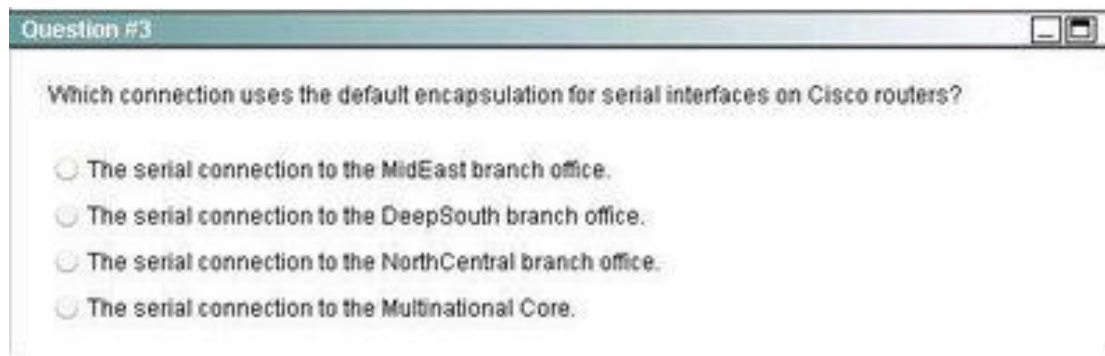 Question #3
Which connection uses the default encapsulation for serial interfaces on Cisco routers?
The serial connection to the MidEast branch office.
The serial connection to the DeepSouth branch office.
The serial connection to the NorthCentral branch office.
The serial connection to the Multinational Core.